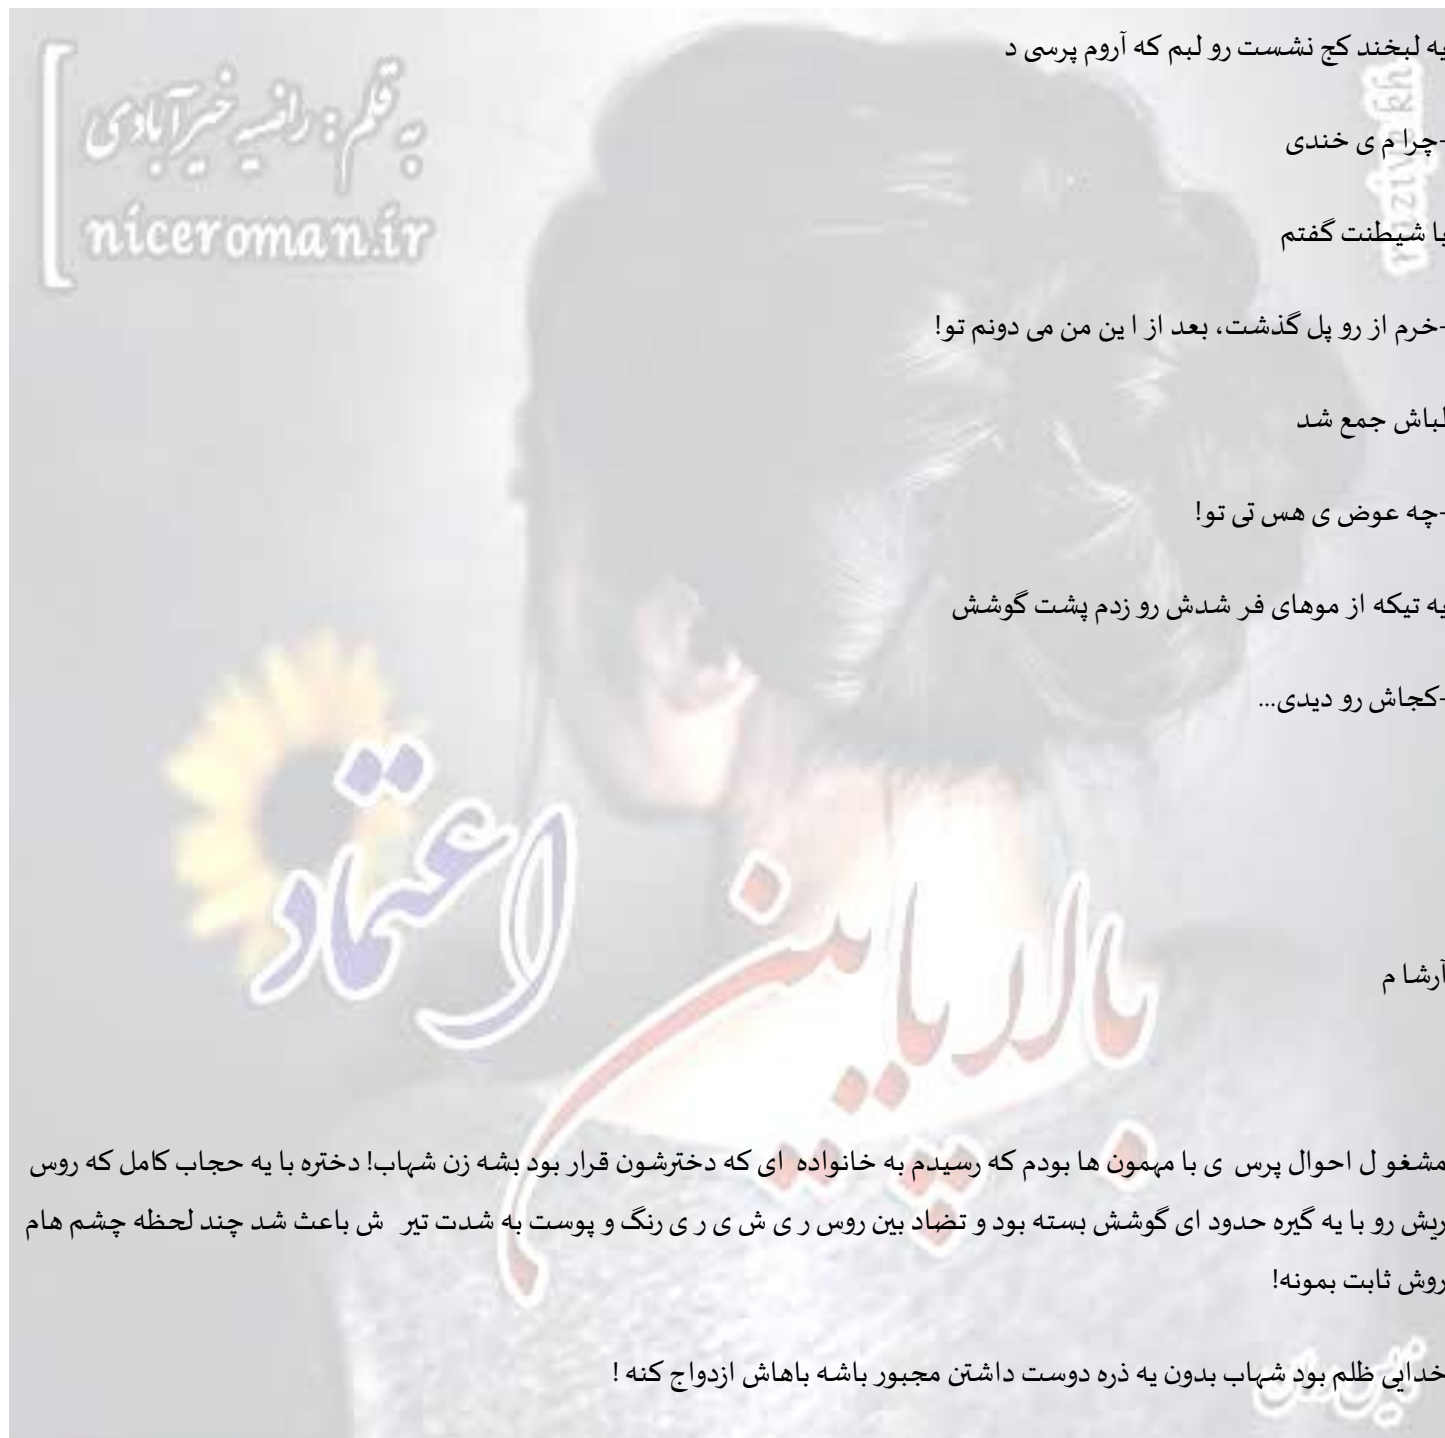 به قلم: راضیه خیرآبادی
niceroman.ir
یه لبخند کج نشست رو لبم که آروم پرسی د
-چرا م ی خندی
با شیطنت گفتم
-خرم از رو پل گذشت، بعد از ا ین من می دونم تو!
لباش جمع شد
-چه عوض ی هس تی تو!
یه تیکه از موهای فر شدش رو زدم پشت گوشش
-کجاش رو دیدی...
بالا پایین اعتماد
آرشا م
مشغو ل احوال پرس ی با مهمون ها بودم که رسیدم به خانواده ای که دخترشون قرار بود بشه زن شهاب! دختره با یه حجاب کامل که روس
ریش رو با یه گیره حدود ای گوشش بسته بود و تضاد بین روس ر ی ش ی ر ی رنگ و پوست به شدت تیر ش باعث شد چند لحظه چشم هام
روش ثابت بمونه!
خدایی ظلم بود شهاب بدون یه ذره دوست داشتن مجبور باشه باهاش ازدواج کنه !